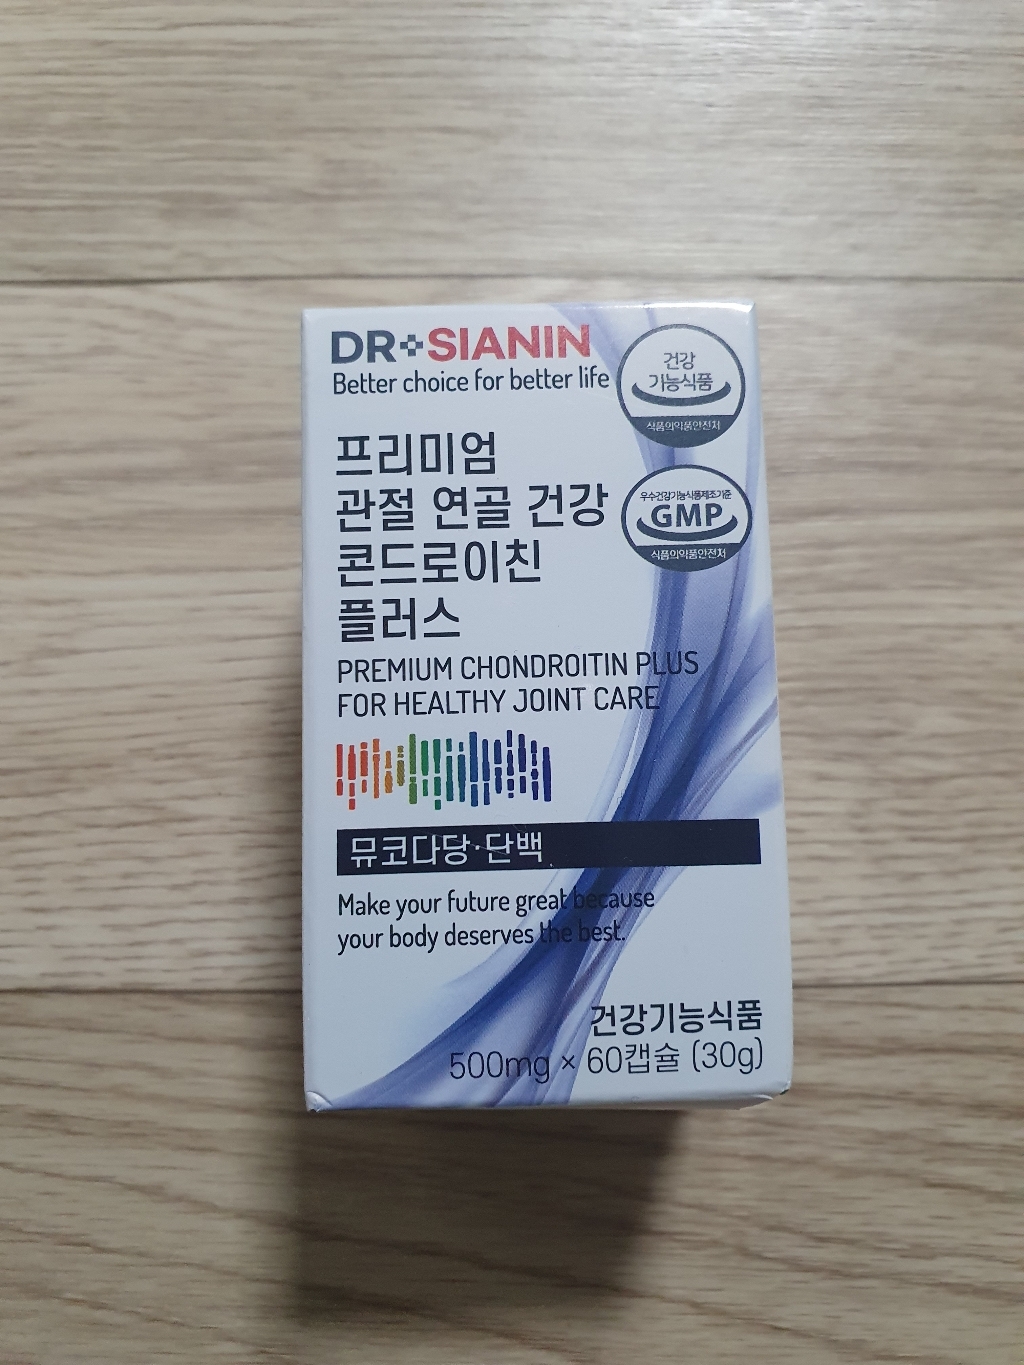 DR SIANIN
Better choice for better life
건강
기능식품
식품의약품안전처
프리미엄
관절 연골 건강
콘드로이친
플러스
우수건강기능식품제조기준
GMP
식품의약품안전처
PREMIUM CHONDROITIN PLUS
FOR HEALTHY JOINT CARE
뮤코다당·단백
Make your future great because
your body deserves the best.
건강기능식품
500mg × 60캡슐 (30g)